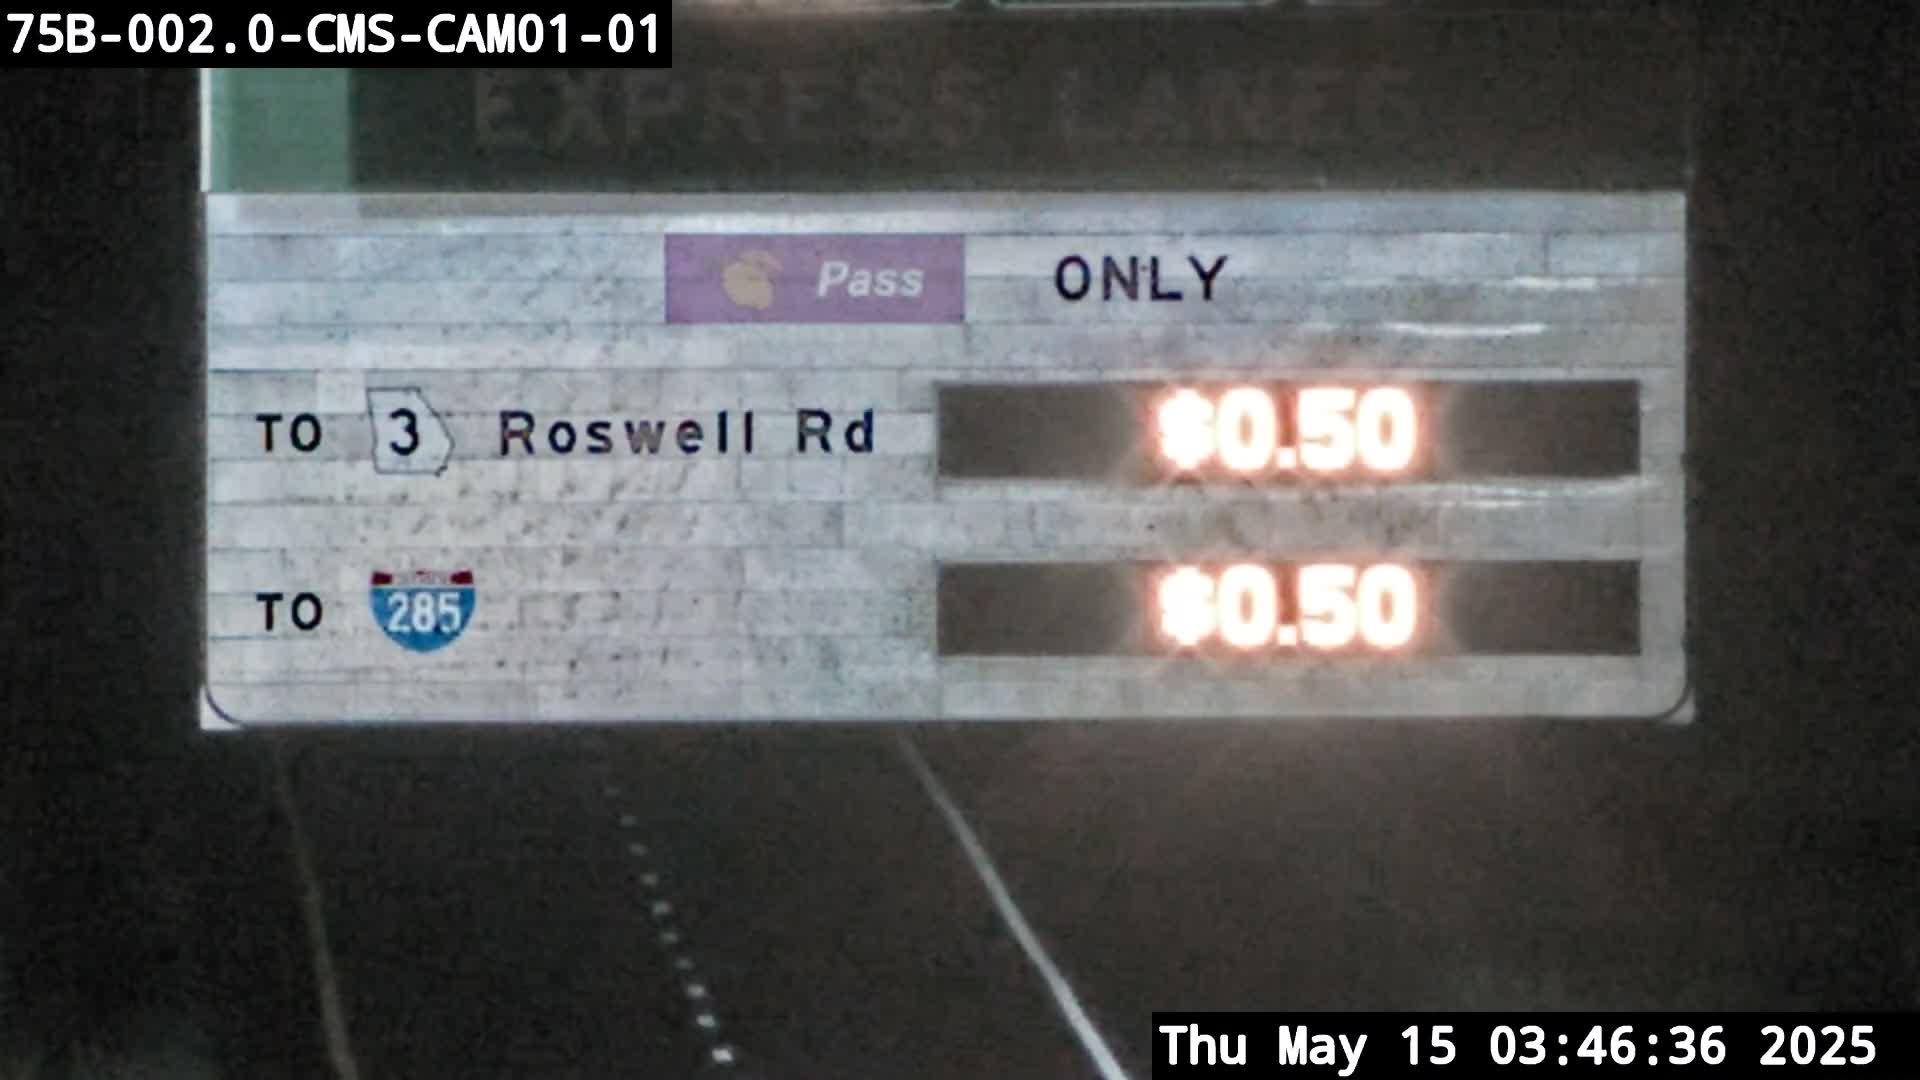 75B-002.0-CMS-CAM01-01
EXPRESS LANES
Pass ONLY
TO 3 Roswell Rd $0.50
TO 285 $0.50
Thu May 15 03:46:36 2025